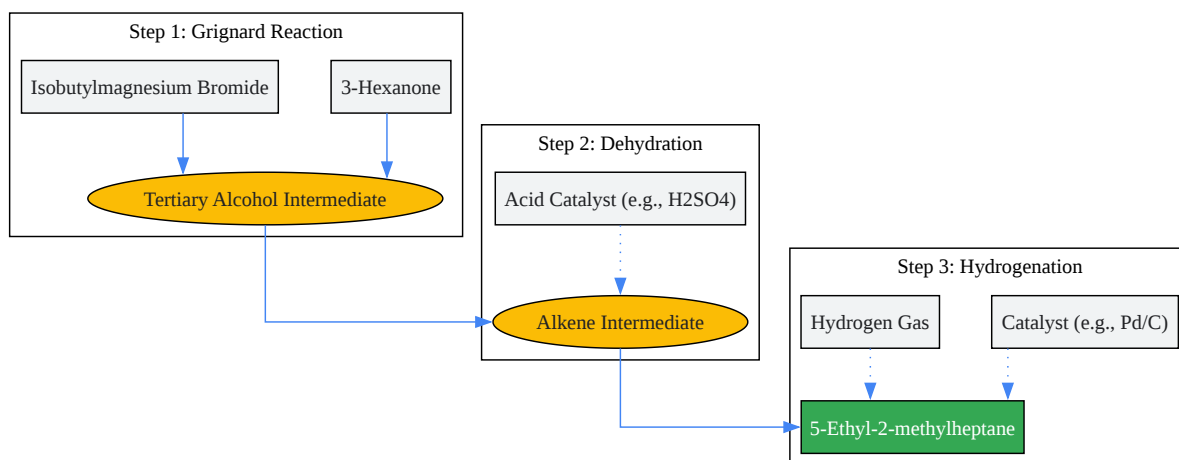 Step 1: Grignard Reaction
Isobutylmagnesium Bromide
3-Hexanone
Tertiary Alcohol Intermediate
Step 2: Dehydration
Acid Catalyst (e.g., H2SO4)
Alkene Intermediate
Step 3: Hydrogenation
Hydrogen Gas
Catalyst (e.g., Pd/C)
5-Ethyl-2-methylheptane